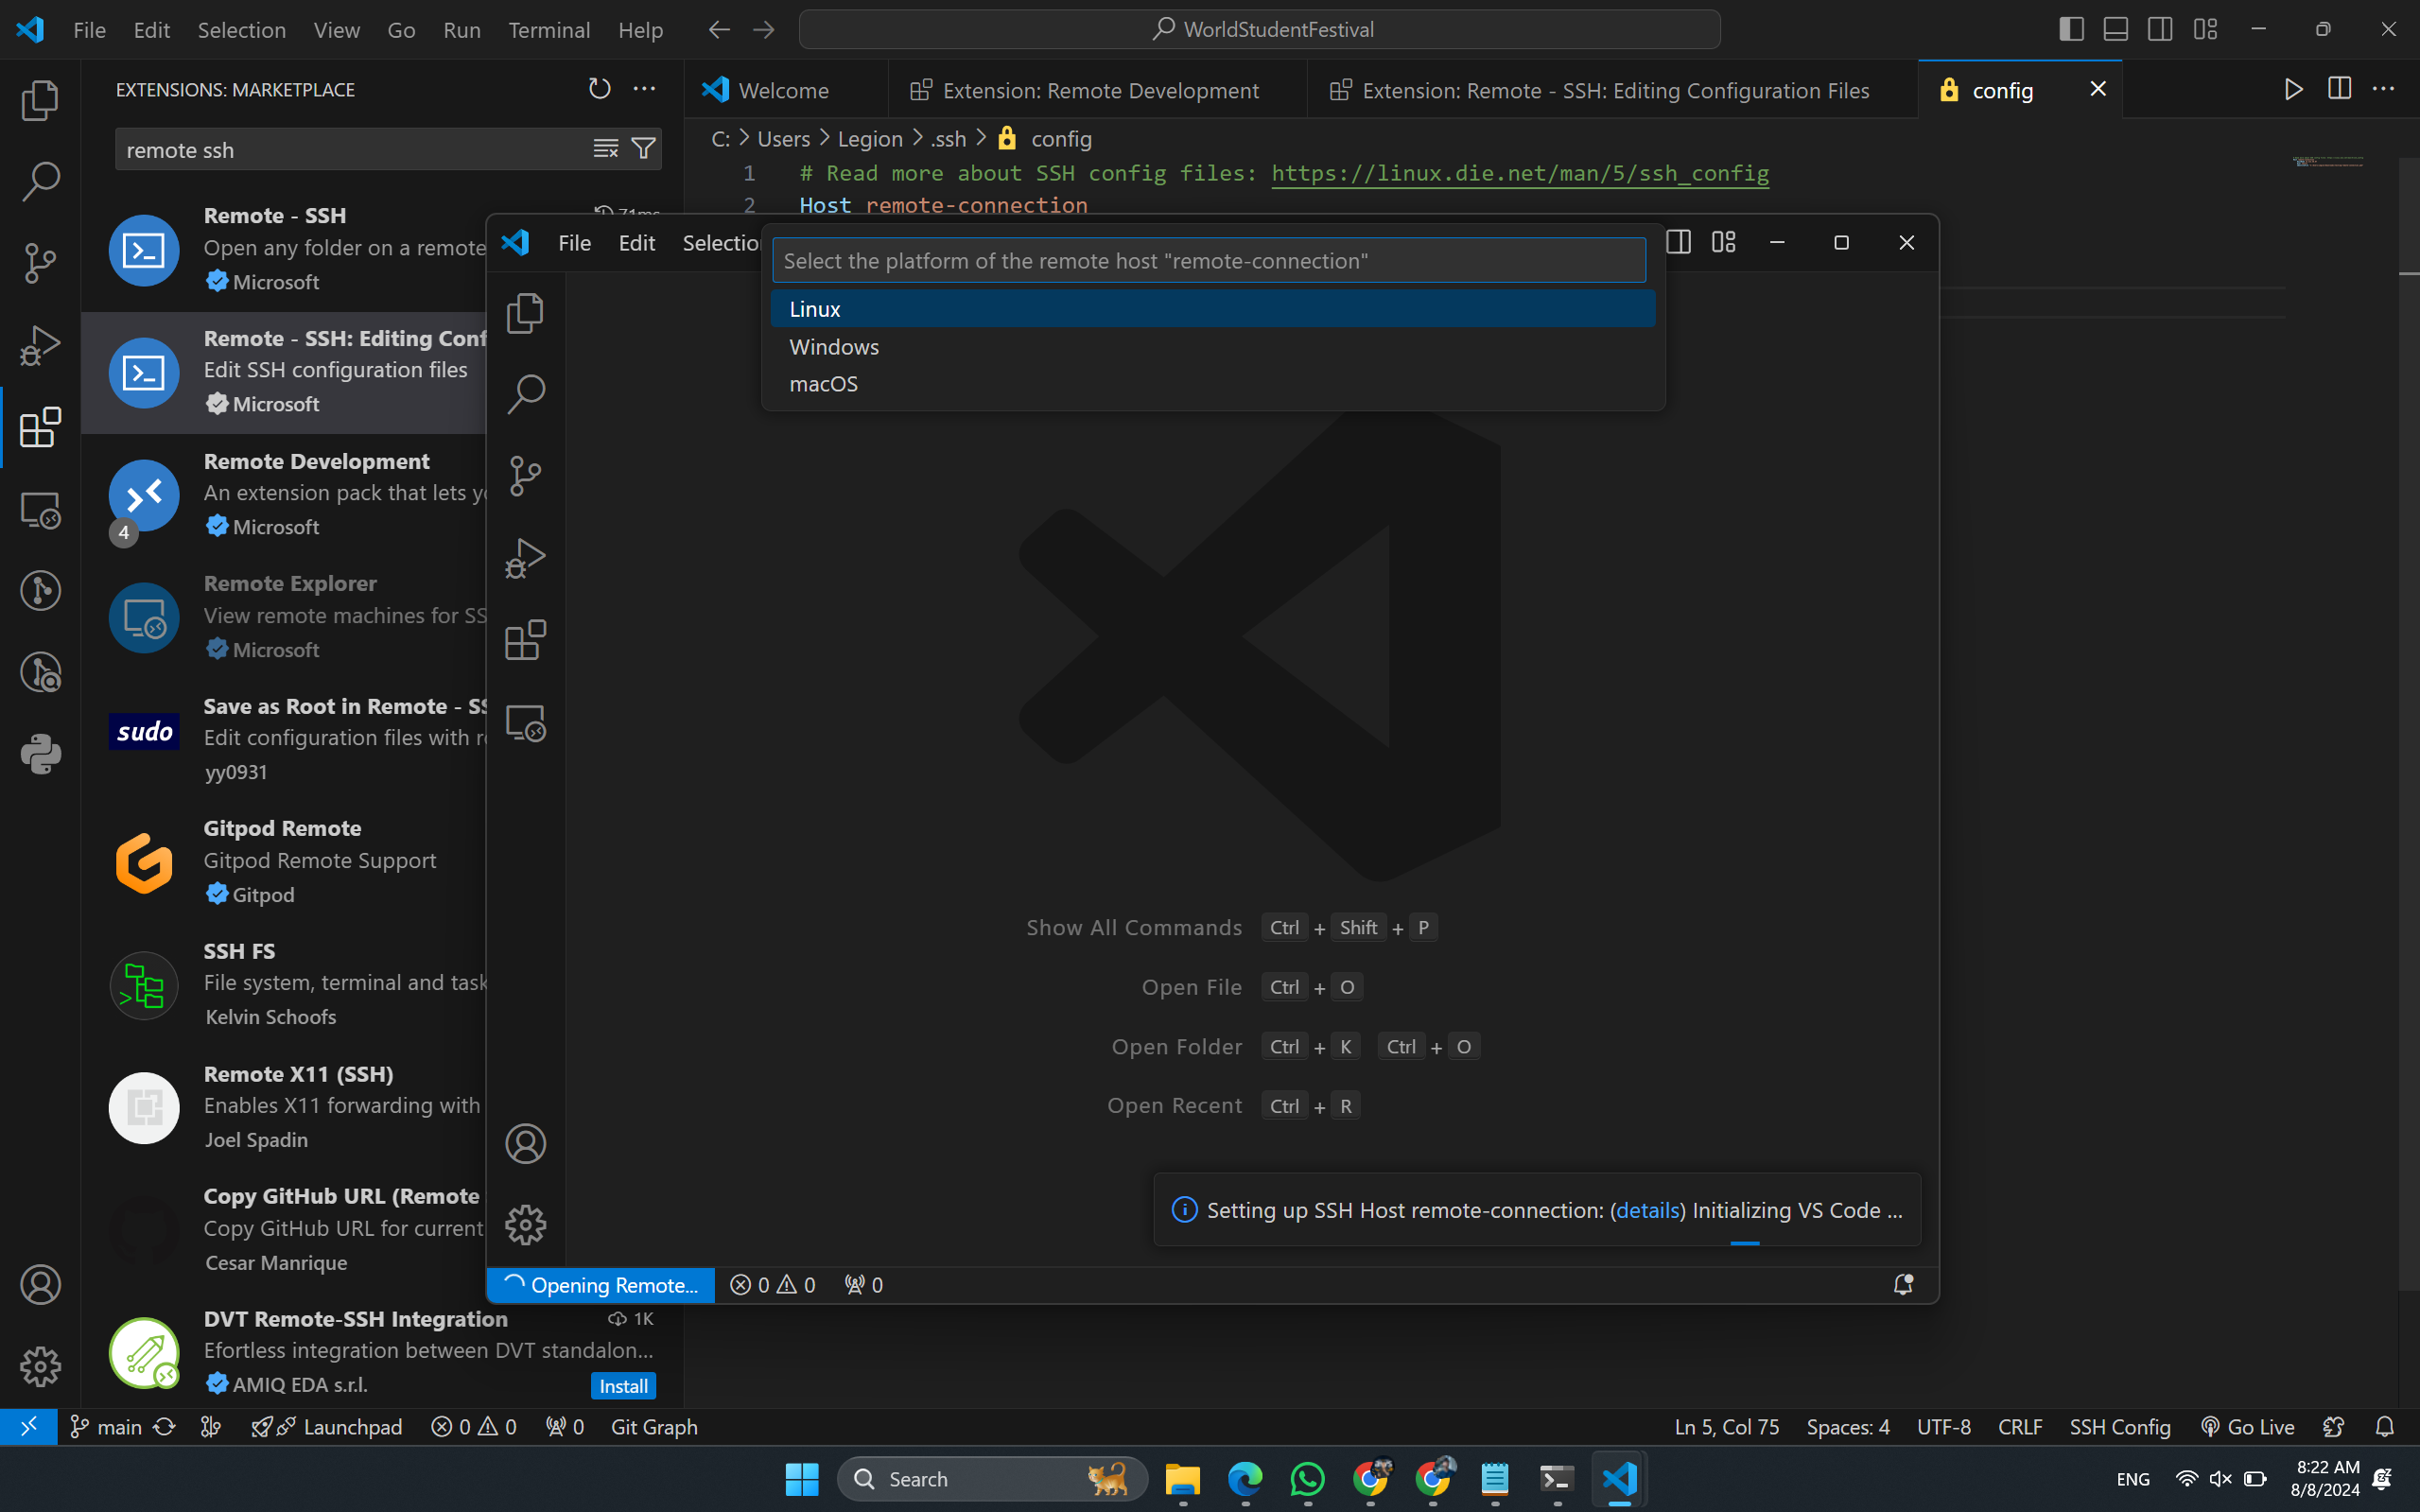 File Edit Selection View Go Run Terminal Help
WorldStudentFestival
EXTENSIONS: MARKETPLACE
remote ssh
Remote - SSH
71ms
Open any folder on a remote
Microsoft
Remote - SSH: Editing Conf
Edit SSH configuration files
Microsoft
Remote Development
An extension pack that lets yo
Microsoft
4
Remote Explorer
View remote machines for SS
Microsoft
Save as Root in Remote - SS
sudo
Edit configuration files with ro
yy0931
Gitpod Remote
Gitpod Remote Support
Gitpod
SSH FS
File system, terminal and task
Kelvin Schoofs
Remote X11 (SSH)
Enables X11 forwarding with
Joel Spadin
Copy GitHub URL (Remote
Copy GitHub URL for current
Cesar Manrique
DVT Remote-SSH Integration
1K
Efortless integration between DVT standalon...
AMIQ EDA s.r.l.
Install
Welcome
Extension: Remote Development
Extension: Remote - SSH: Editing Configuration Files
config
C: > Users > Legion > .ssh > config
1 # Read more about SSH config files: https://linux.die.net/man/5/ssh_config
2 Host remote-connection
File Edit Selection
Select the platform of the remote host "remote-connection"
Linux
Windows
macOS
Show All Commands Ctrl + Shift + P
Open File Ctrl + O
Open Folder Ctrl + K Ctrl + O
Open Recent Ctrl + R
Setting up SSH Host remote-connection: (details) Initializing VS Code ...
Opening Remote... 0 0 0
main Launchpad 0 0 0 Git Graph
Ln 5, Col 75 Spaces: 4 UTF-8 CRLF SSH Config Go Live
Search
ENG
8:22 AM
8/8/2024